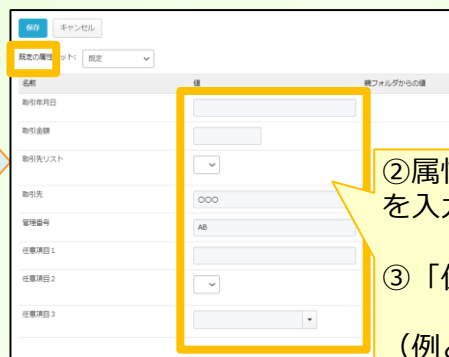 保存 キャンセル
既定の属性セット: 既定
名前 値 親フォルダからの値
取引年月日
取引金額
取引先リスト
取引先 〇〇〇
管理番号 AB
任意項目1
任意項目2
任意項目3
②属性
を入力
③「保
（例